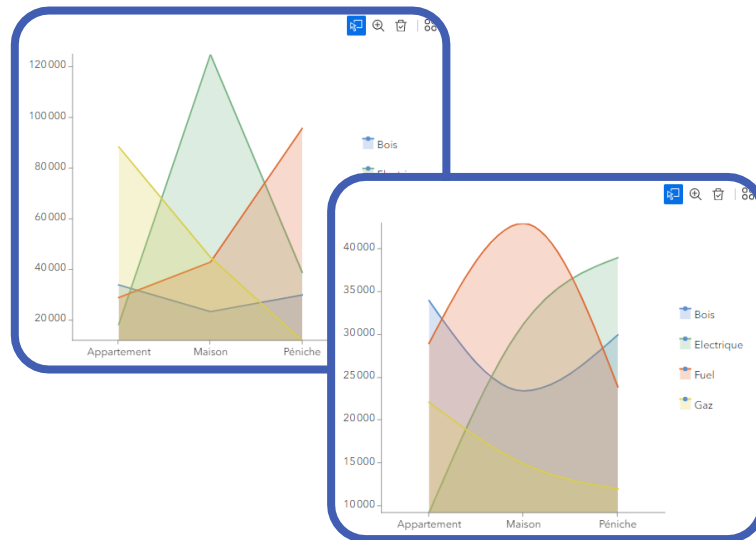 120 000
100 000
80 000
60 000
40 000
20 000
Bois
Appartement Maison Péniche
40 000
35 000
30 000
25 000
20 000
15 000
10 000
Bois
Electrique
Fuel
Gaz
Appartement Maison Péniche